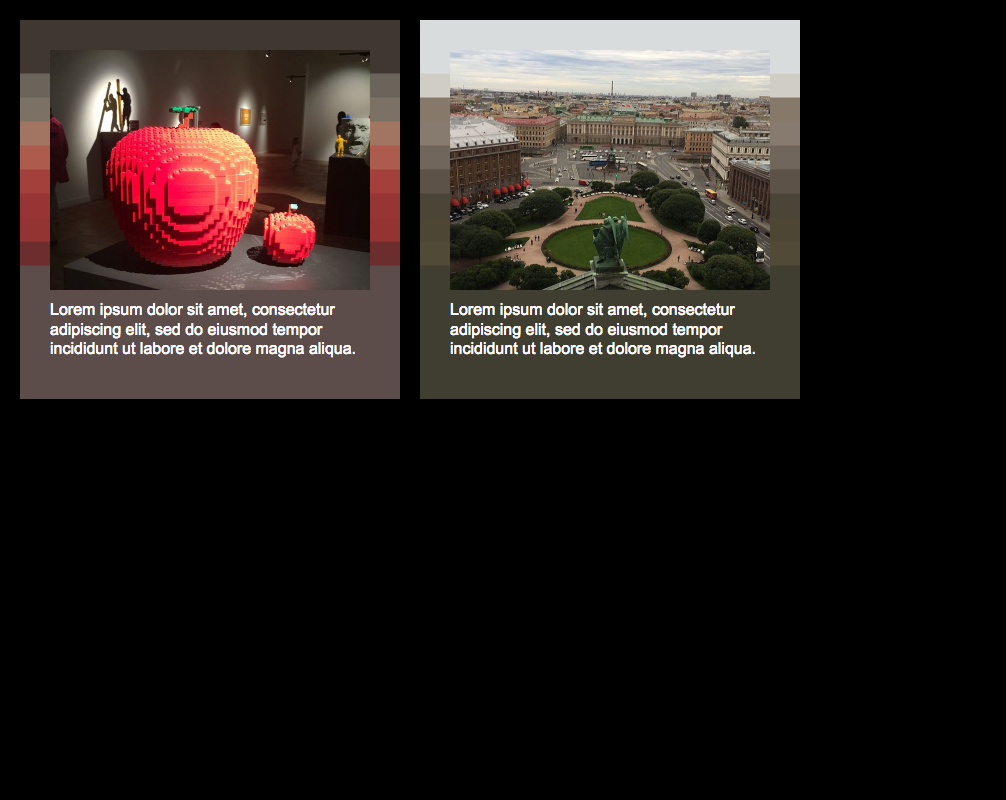 Lorem ipsum dolor sit amet, consectetur
adipiscing elit, sed do eiusmod tempor
incididunt ut labore et dolore magna aliqua.
Lorem ipsum dolor sit amet, consectetur
adipiscing elit, sed do eiusmod tempor
incididunt ut labore et dolore magna aliqua.